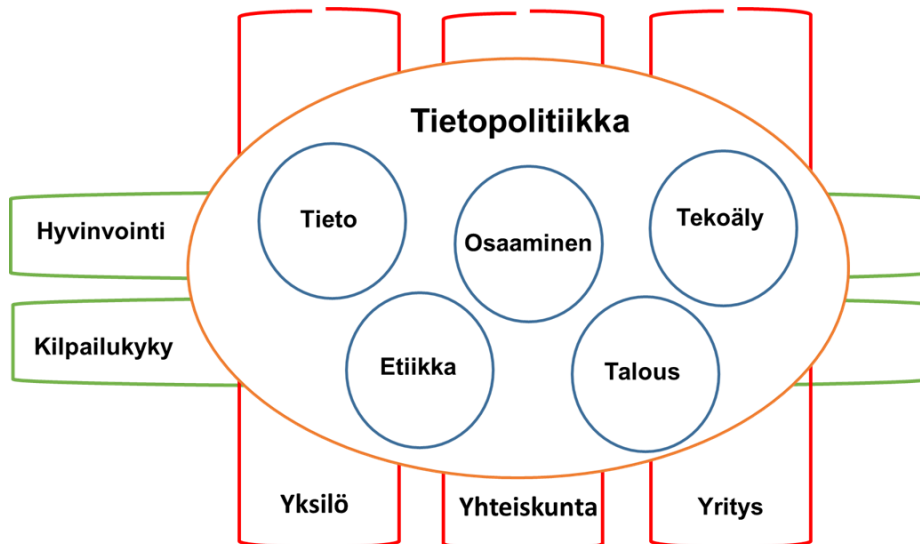 Tietopolitiikka
Tieto
Osaaminen
Tekoäly
Hyvinvointi
Kilpailukyky
Etiikka
Talous
Yksilö
Yhteiskunta
Yritys